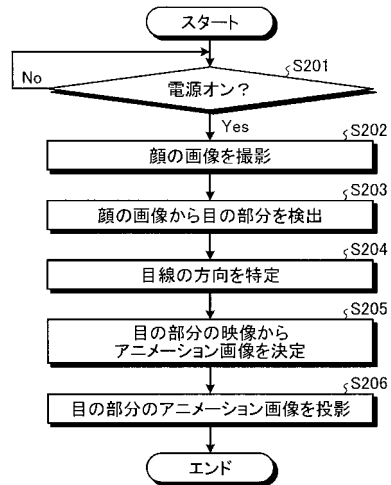 スタート
S201
No
電源オン?
Yes
S202
顔の画像を撮影
S203
顔の画像から目の部分を検出
S204
目線の方向を特定
S205
目の部分の映像から
アニメーション画像を決定
S206
目の部分のアニメーション画像を投影
エンド